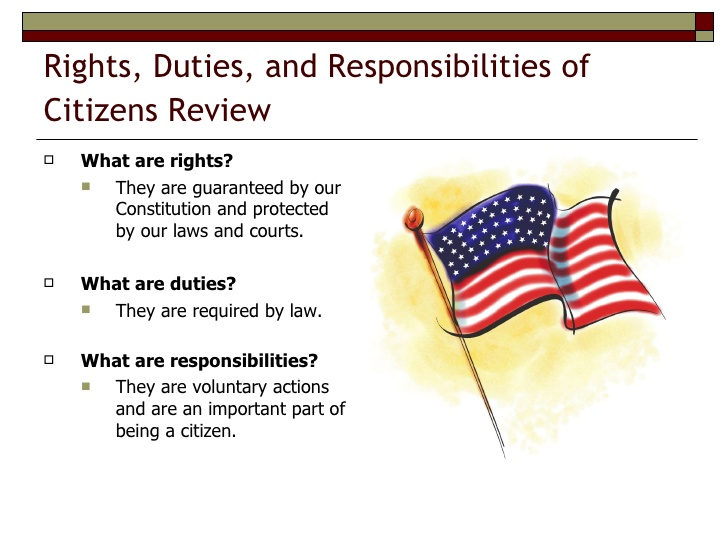 Rights, Duties, and Responsibilities of
Citizens Review
What are rights?
They are guaranteed by our
Constitution and protected
by our laws and courts.
What are duties?
They are required by law.
What are responsibilities?
They are voluntary actions
and are an important part of
being a citizen.